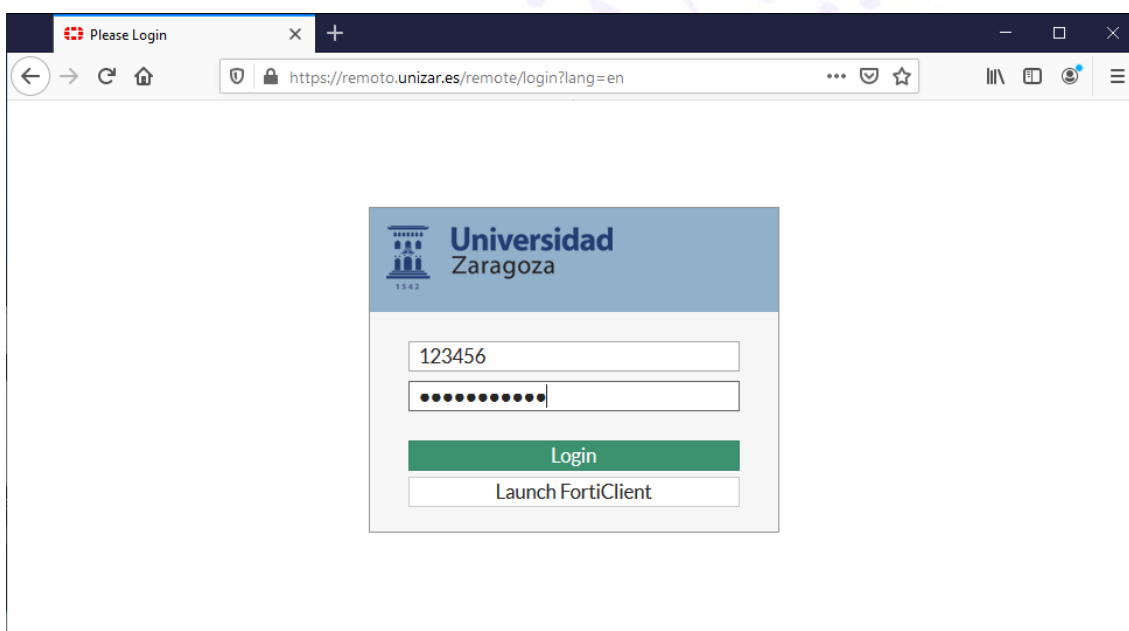 Please Login
https://remoto.unizar.es/remote/login?lang=en
Universidad
Zaragoza
1542
123456
●●●●●●●●●●●
Login
Launch FortiClient